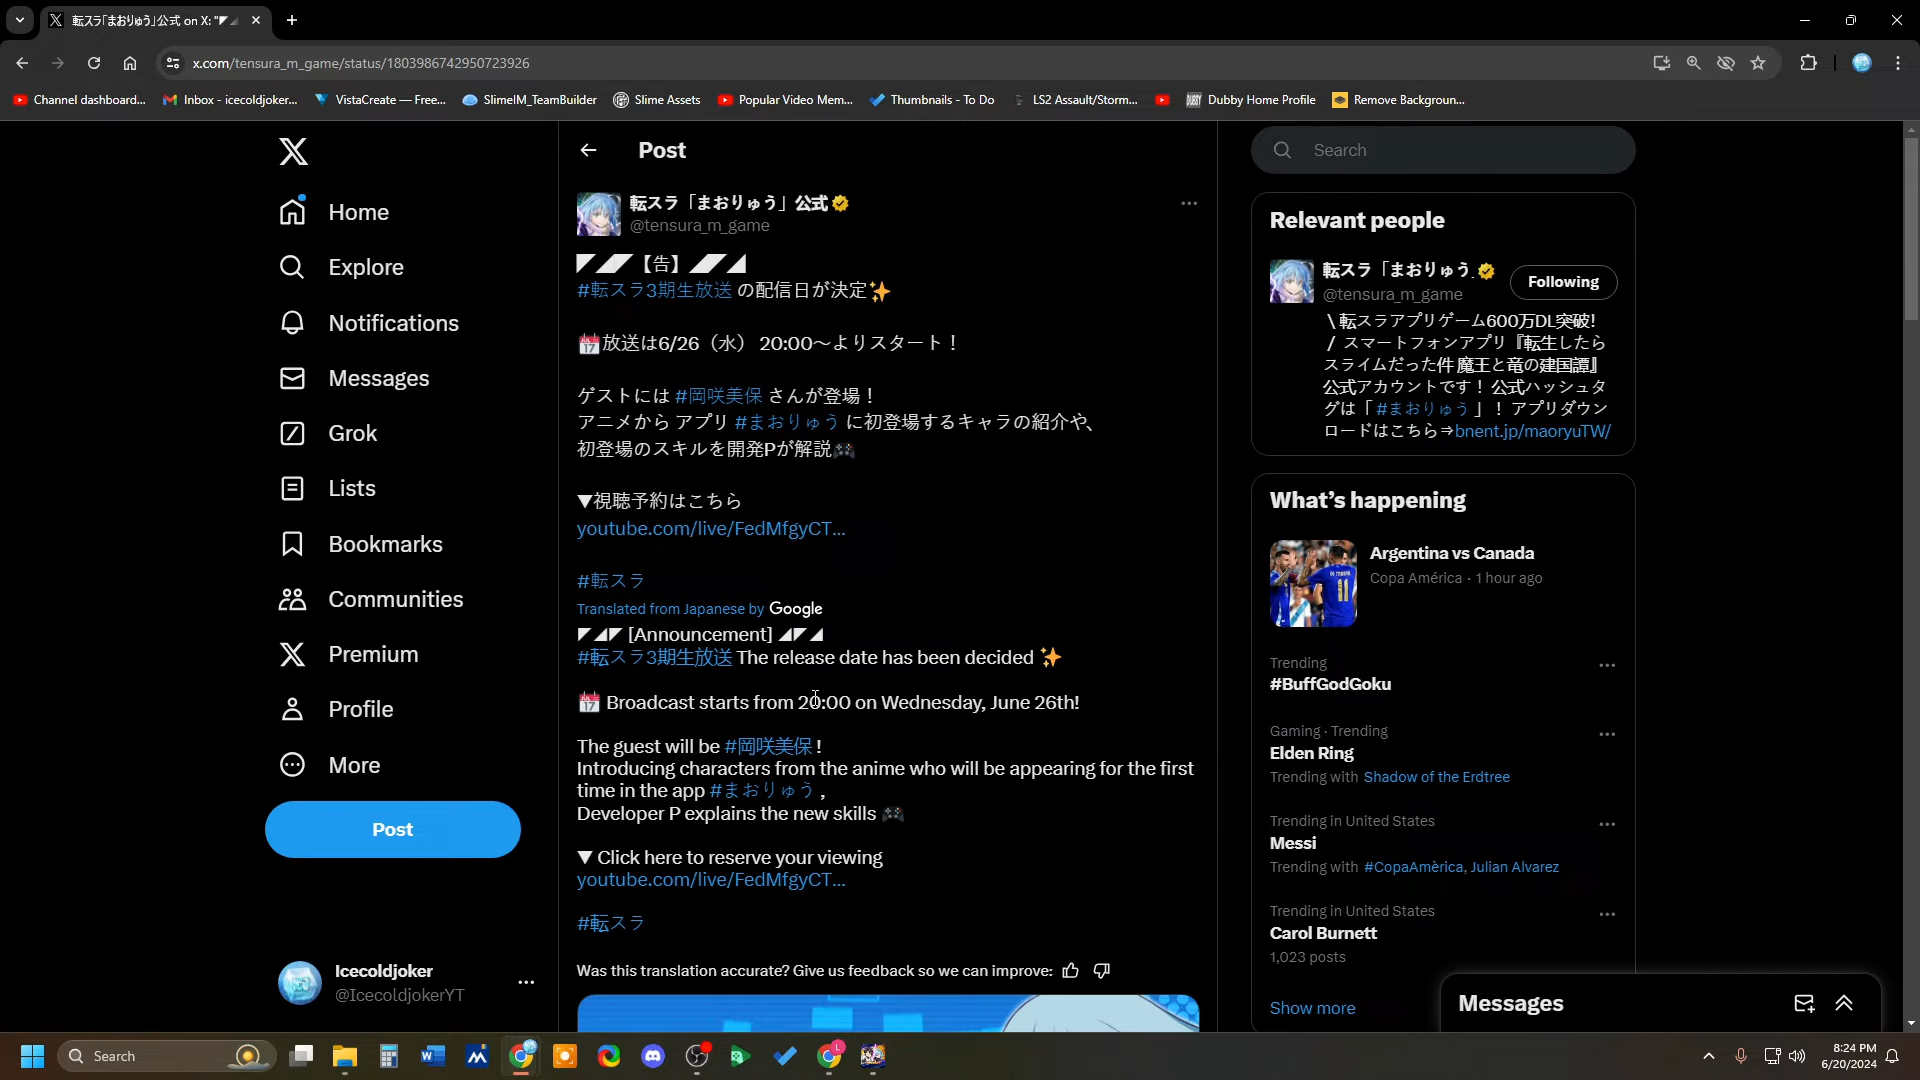 転スラ「まおりゅう」公式 on X: "◤◢
x.com/tensura_m_game/status/1803986742950723926
Channel dashboard...
Inbox - icecoldjoker...
VistaCreate — Free...
SlimeIM_TeamBuilder
Slime Assets
Popular Video Mem...
Thumbnails - To Do
LS2 Assault/Storm...
Dubby Home Profile
Remove Backgroun...
Home
Explore
Notifications
Messages
Grok
Lists
Bookmarks
Communities
Premium
Profile
More
Post
Icecoldjoker
@IcecoldjokerYT
Post
転スラ「まおりゅう」公式
@tensura_m_game
◤◢◤【告】◢◤◢
#転スラ3期生放送 の配信日が決定✨
📅放送は6/26（水） 20:00〜よりスタート！
ゲストには #岡咲美保 さんが登場！
アニメから アプリ #まおりゅう に初登場するキャラの紹介や、
初登場のスキルを開発Pが解説🎮
▼視聴予約はこちら
youtube.com/live/FedMfgyCT...
#転スラ
Translated from Japanese by Google
◤◢◤ [Announcement] ◢◤◢
#転スラ3期生放送 The release date has been decided ✨
📅 Broadcast starts from 20:00 on Wednesday, June 26th!
The guest will be #岡咲美保 !
Introducing characters from the anime who will be appearing for the first
time in the app #まおりゅう ,
Developer P explains the new skills 🎮
▼ Click here to reserve your viewing
youtube.com/live/FedMfgyCT...
#転スラ
Was this translation accurate? Give us feedback so we can improve:
Search
Relevant people
転スラ「まおりゅう
@tensura_m_game
Following
\ 転スラアプリゲーム600万DL突破!
/ スマートフォンアプリ『転生したら
スライムだった件 魔王と竜の建国譚』
公式アカウントです！ 公式ハッシュタ
グは「 #まおりゅう 」！ アプリダウン
ロードはこちら⇒bnent.jp/maoryuTW/
What's happening
Argentina vs Canada
Copa América · 1 hour ago
Trending
#BuffGodGoku
Gaming · Trending
Elden Ring
Trending with Shadow of the Erdtree
Trending in United States
Messi
Trending with #CopaAmèrica, Julian Alvarez
Trending in United States
Carol Burnett
1,023 posts
Show more
Messages
Search
8:24 PM
6/20/2024